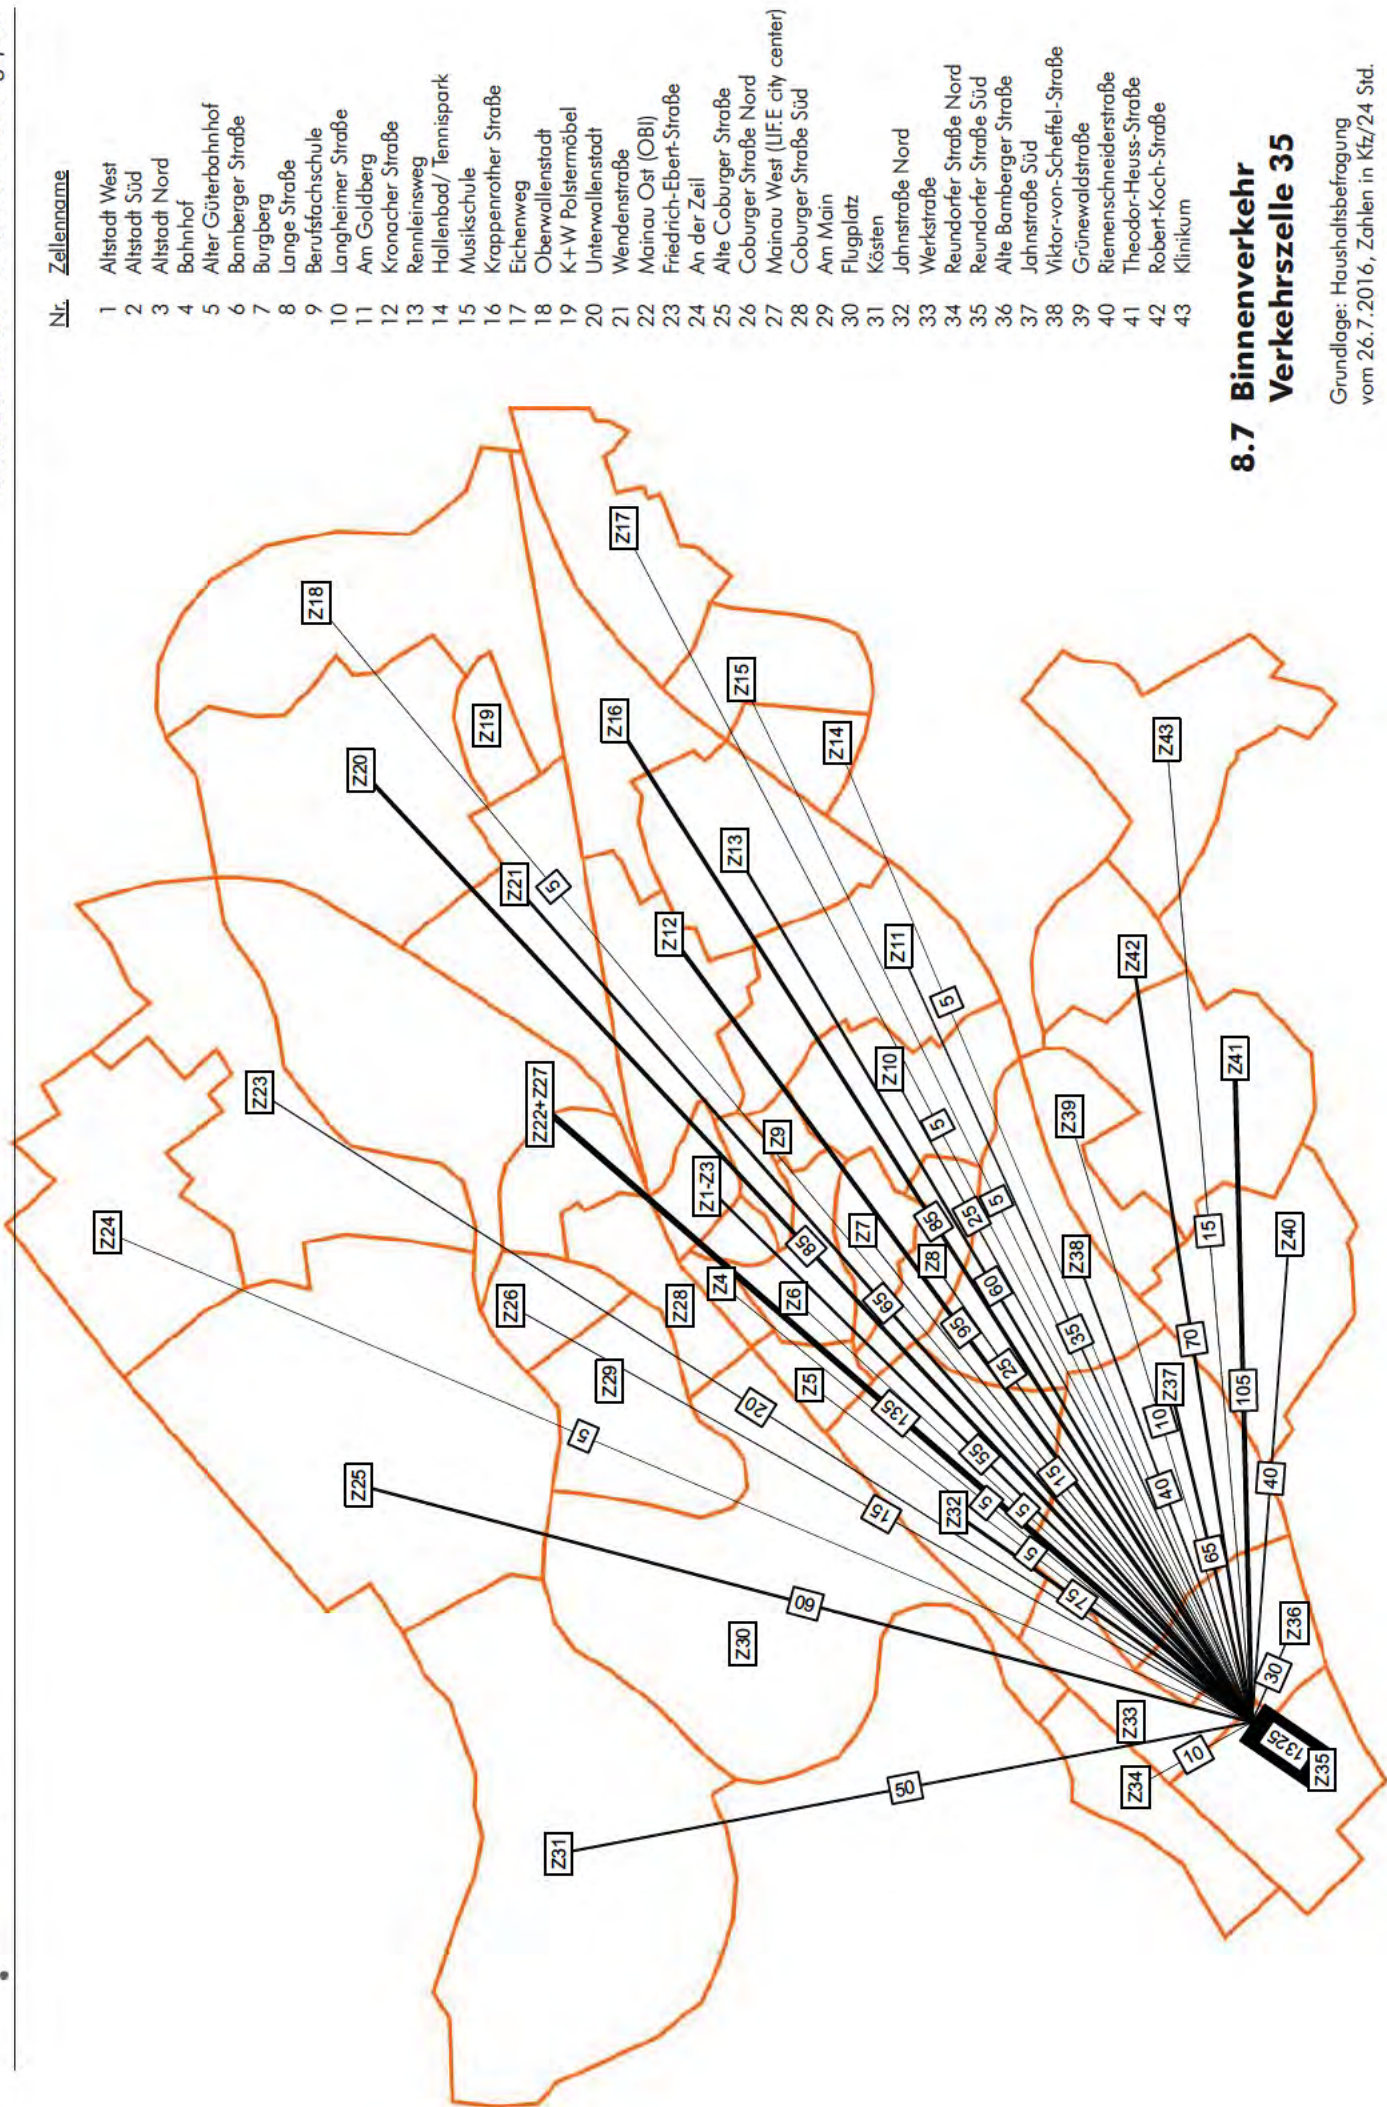 Nr. Zellenname
1 Altstadt West
2 Altstadt Süd
3 Altstadt Nord
4 Bahnhof
5 Alter Güterbahnhof
6 Bamberger Straße
7 Burgberg
8 Lange Straße
9 Berufsfachschule
10 Langheimer Straße
11 Am Goldberg
12 Kronacher Straße
13 Rennleinsweg
14 Hallenbad/ Tennispark
15 Musikschule
16 Krappenrother Straße
17 Eichenweg
18 Oberwallenstadt
19 K+W Polstermöbel
20 Unterwallenstadt
21 Wendenstraße
22 Mainau Ost (OBI)
23 Friedrich-Ebert-Straße
24 An der Zeil
25 Alte Coburger Straße
26 Coburger Straße Nord
27 Mainau West (LIF.E city center)
28 Coburger Straße Süd
29 Am Main
30 Flugplatz
31 Kösten
32 Jahnstraße Nord
33 Werkstraße
34 Reundorfer Straße Nord
35 Reundorfer Straße Süd
36 Alte Bamberger Straße
37 Jahnstraße Süd
38 Viktor-von-Scheffel-Straße
39 Grünewaldstraße
40 Riemenschneiderstraße
41 Theodor-Heuss-Straße
42 Robert-Koch-Straße
43 Klinikum
8.7 Binnenverkehr
Verkehrszelle 35
Grundlage: Haushaltsbefragung
vom 26.7.2016, Zahlen in Kfz/24 Std.
Z24
Z23
Z18
Z25
Z20
Z26
Z22+Z27
Z21
Z19
Z31
Z29
Z16
Z17
Z28
Z12
Z1-Z3
Z4
Z13
Z15
Z30
Z6
Z9
Z5
Z14
Z7
Z10
Z11
Z8
Z32
Z39
Z38
Z33
Z34
Z37
Z42
Z43
Z41
Z40
Z36
Z35
5
5
60
20
15
135
85
65
50
55
5
5
5
75
95
25
15
85
25
60
5
5
5
35
10
40
65
70
15
105
40
30
10
1325